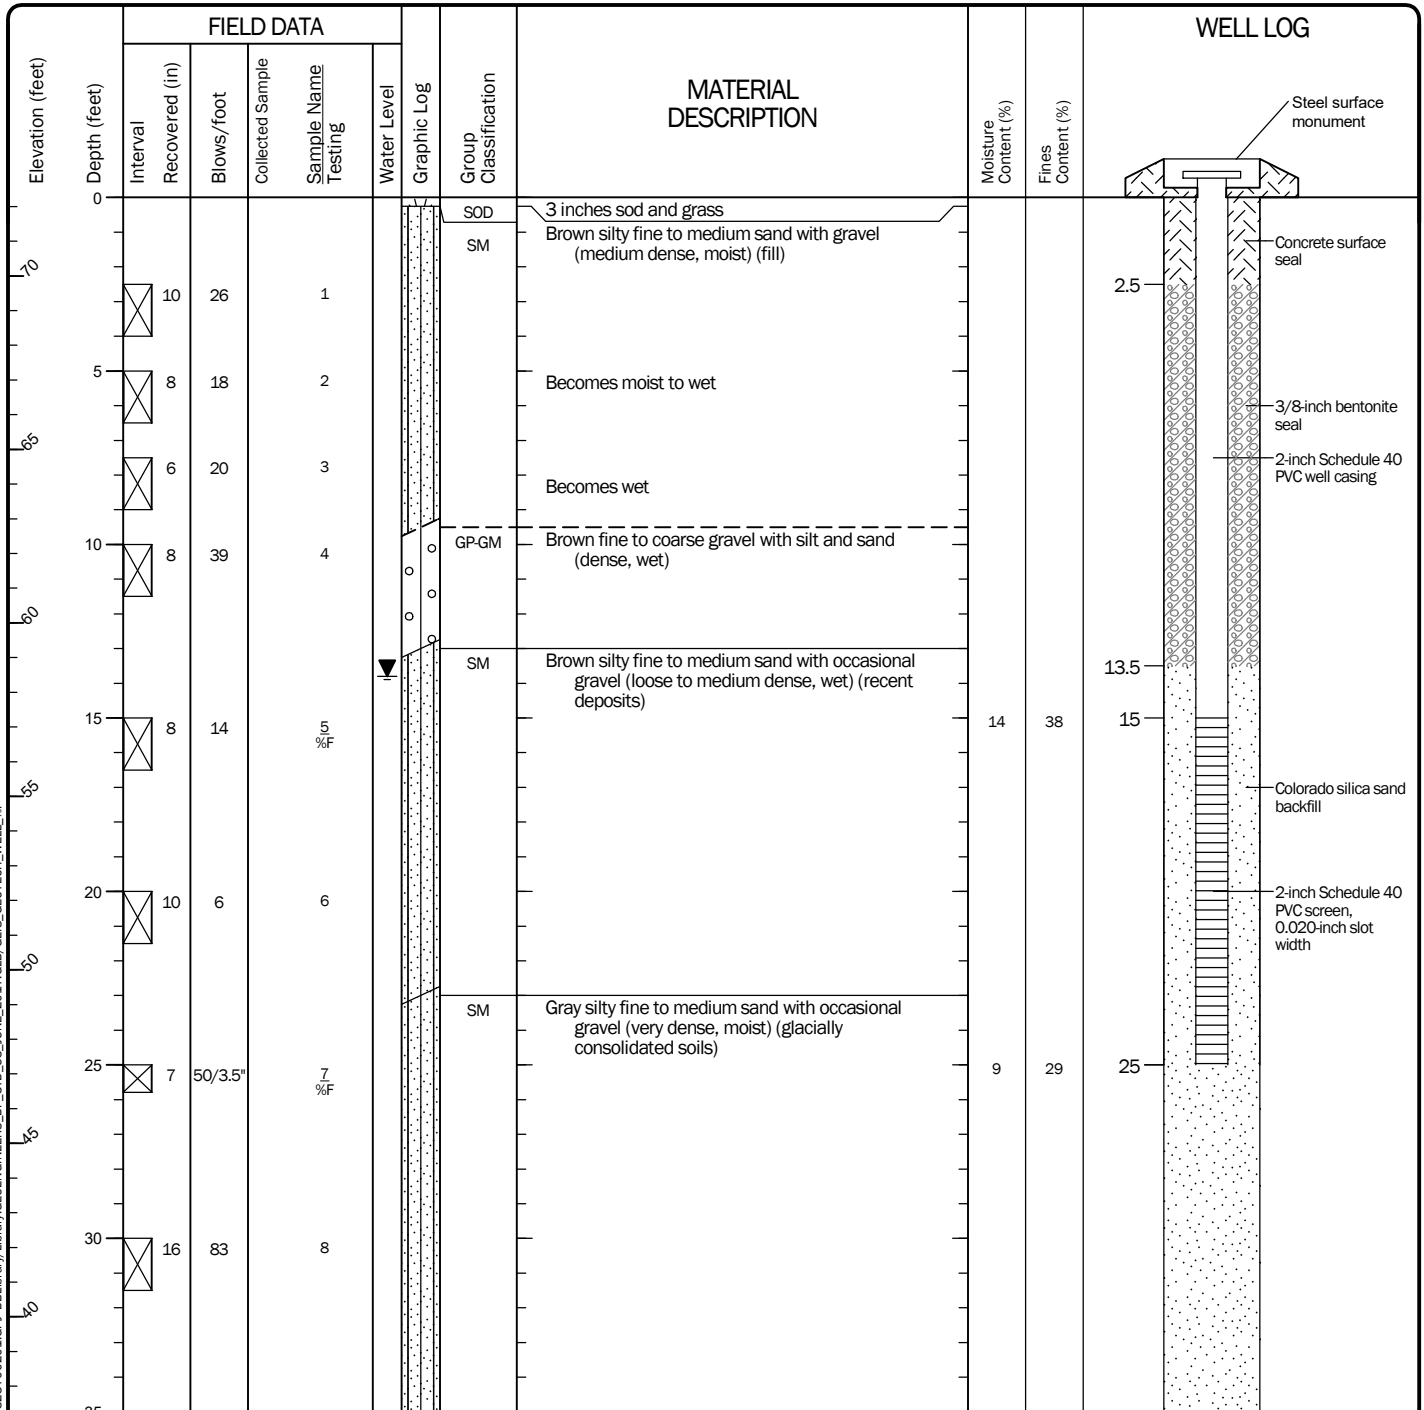 FIELD DATA
WELL LOG
Elevation (feet)
Depth (feet)
Interval
Recovered (in)
Blows/foot
Collected Sample
Sample Name
Testing
Water Level
Graphic Log
Group
Classification
MATERIAL
DESCRIPTION
Moisture
Content (%)
Fines
Content (%)
Steel surface
monument
0
SOD
3 inches sod and grass
SM
Brown silty fine to medium sand with gravel
(medium dense, moist) (fill)
Concrete surface
seal
70
2.5
10 26 1
5
8 18 2
Becomes moist to wet
3/8-inch bentonite
seal
65
2-inch Schedule 40
PVC well casing
6 20 3
Becomes wet
10
GP-GM
Brown fine to coarse gravel with silt and sand
(dense, wet)
8 39 4
60
SM
Brown silty fine to medium sand with occasional
gravel (loose to medium dense, wet) (recent
deposits)
13.5
15
8 14 5
%F
14 38
15
55
Colorado silica sand
backfill
20
10 6 6
2-inch Schedule 40
PVC screen,
0.020-inch slot
width
50
SM
Gray silty fine to medium sand with occasional
gravel (very dense, moist) (glacially
consolidated soils)
25
7 50/3.5" 7
%F
9 29
25
45
30
16 83 8
40